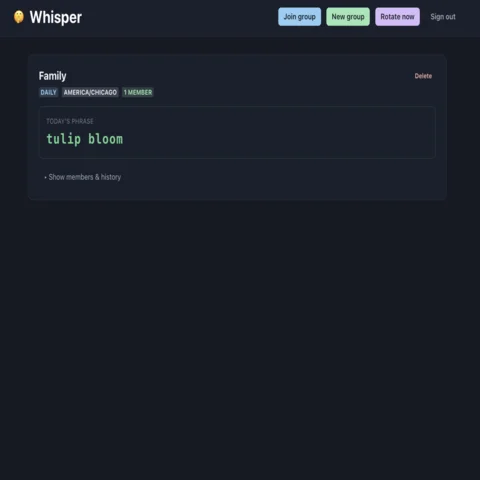 Whisper
Join group New group Rotate now Sign out
Family
Delete
DAILY AMERICA/CHICAGO 1 MEMBER
TODAY'S PHRASE
tulip bloom
Show members & history